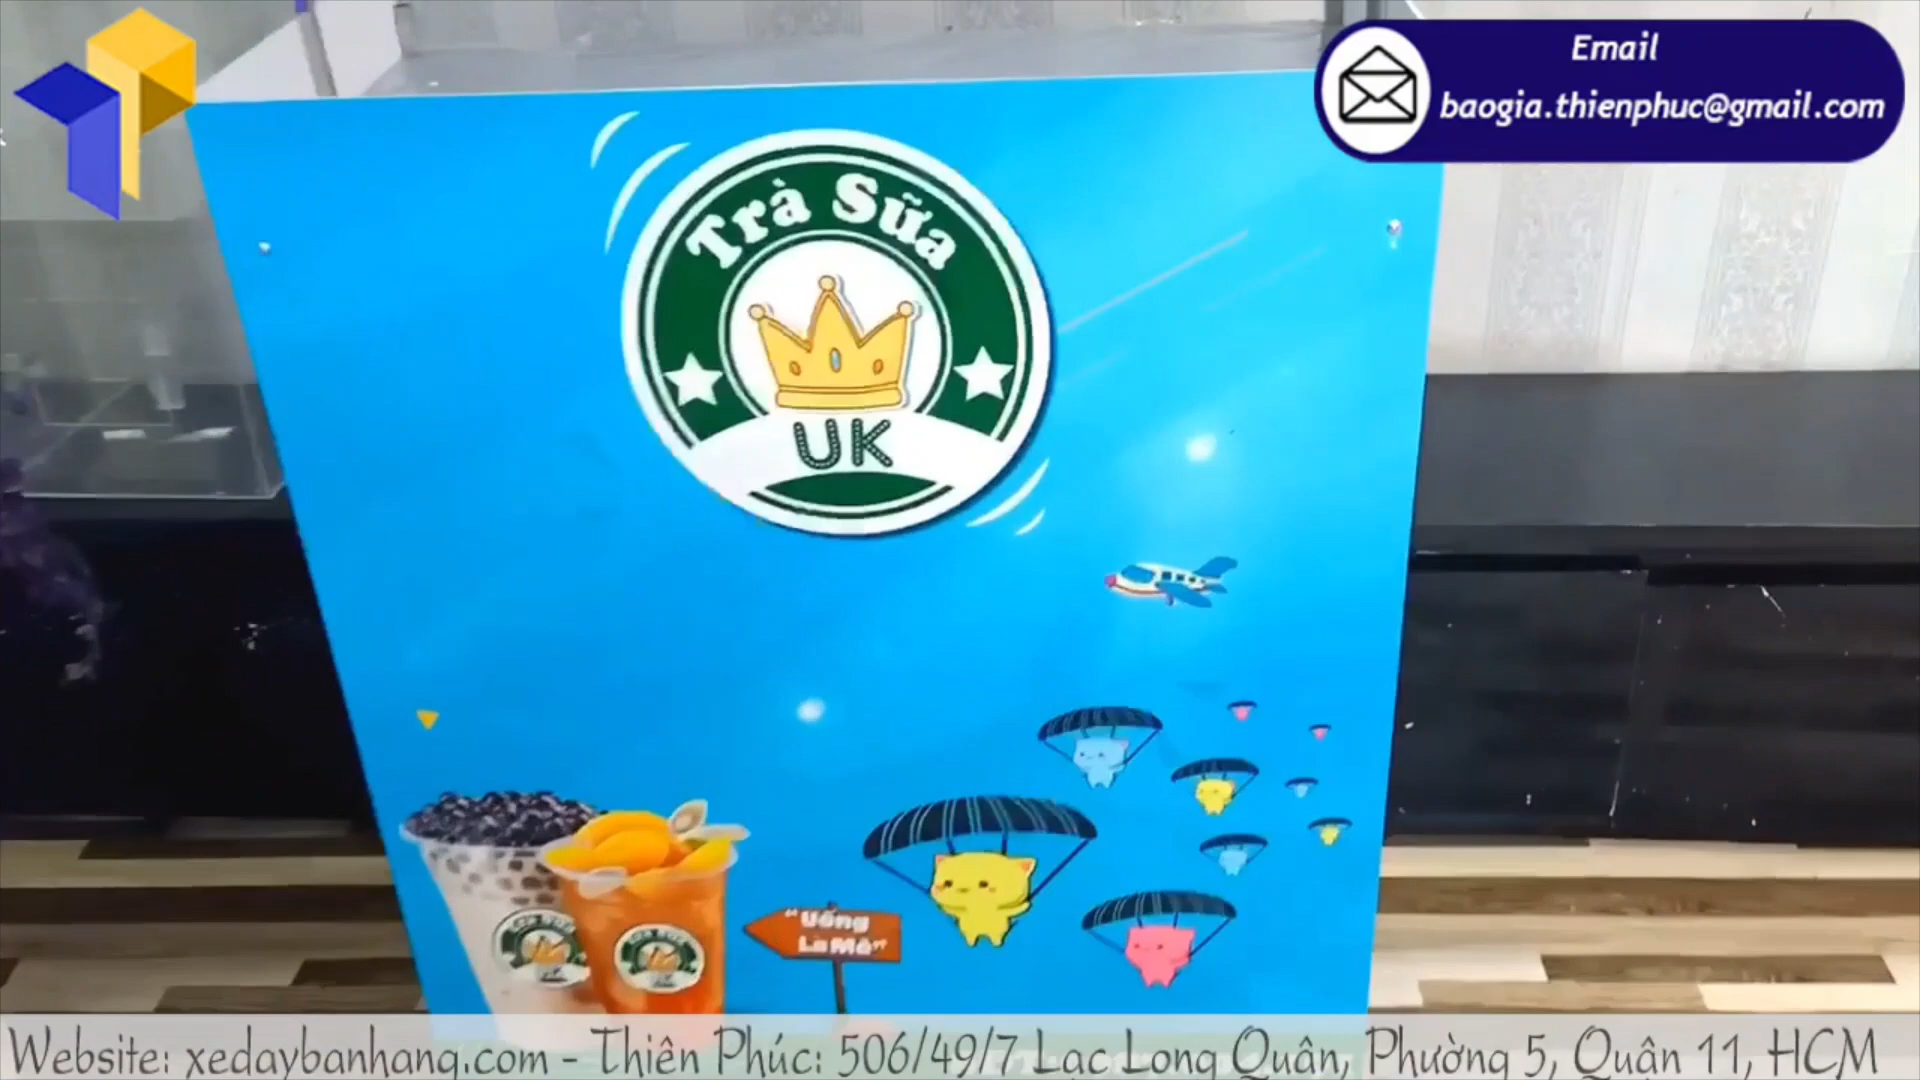 Email
baogia.thienphuc@gmail.com
Trà Sữa
UK
"Uống
Là Mê"
Website: xedaybanhang.com - Thiên Phúc: 506/49/7 Lạc Long Quân, Phường 5, Quận 11, HCM